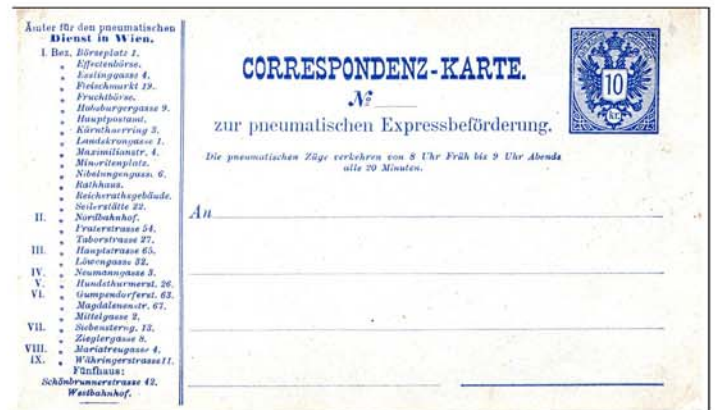 Ämter für den pneumatischen
Dienst in Wien.
I. Bez. Börseplatz 1.
„ Effectenbörse.
„ Esslinggasse 4.
„ Fleischmarkt 19.
„ Fruchtbörse.
„ Habsburgergasse 9.
„ Hauptpostamt.
„ Kärnthnerring 3.
„ Landskrongasse 1.
„ Maximilianstr. 4.
„ Minoritenplatz.
„ Nibelungengasse 6.
„ Rathhaus.
„ Reichsrathsgebäude.
„ Seilerstätte 22.
II. „ Nordbahnhof.
„ Praterstrasse 54.
„ Taborstrasse 27.
III. „ Hauptstrasse 65.
„ Löwengasse 32.
IV. „ Neumanngasse 3.
V. „ Hundsthurmerst. 26.
VI. „ Gumpendorferst. 63.
„ Magdalenenstr. 67.
„ Mittelgasse 2.
VII. „ Siebensterng. 13.
„ Zieglergasse 8.
VIII. „ Mariatreugasse 4.
IX. „ Währingerstrasse 11.
Fünfhaus:
Schönbrunnerstrasse 42.
Westbahnhof.
CORRESPONDENZ-KARTE.
№
zur pneumatischen Expressbeförderung.
Die pneumatischen Züge verkehren von 8 Uhr Früh bis 9 Uhr Abends
alle 20 Minuten.
An
10
kr.